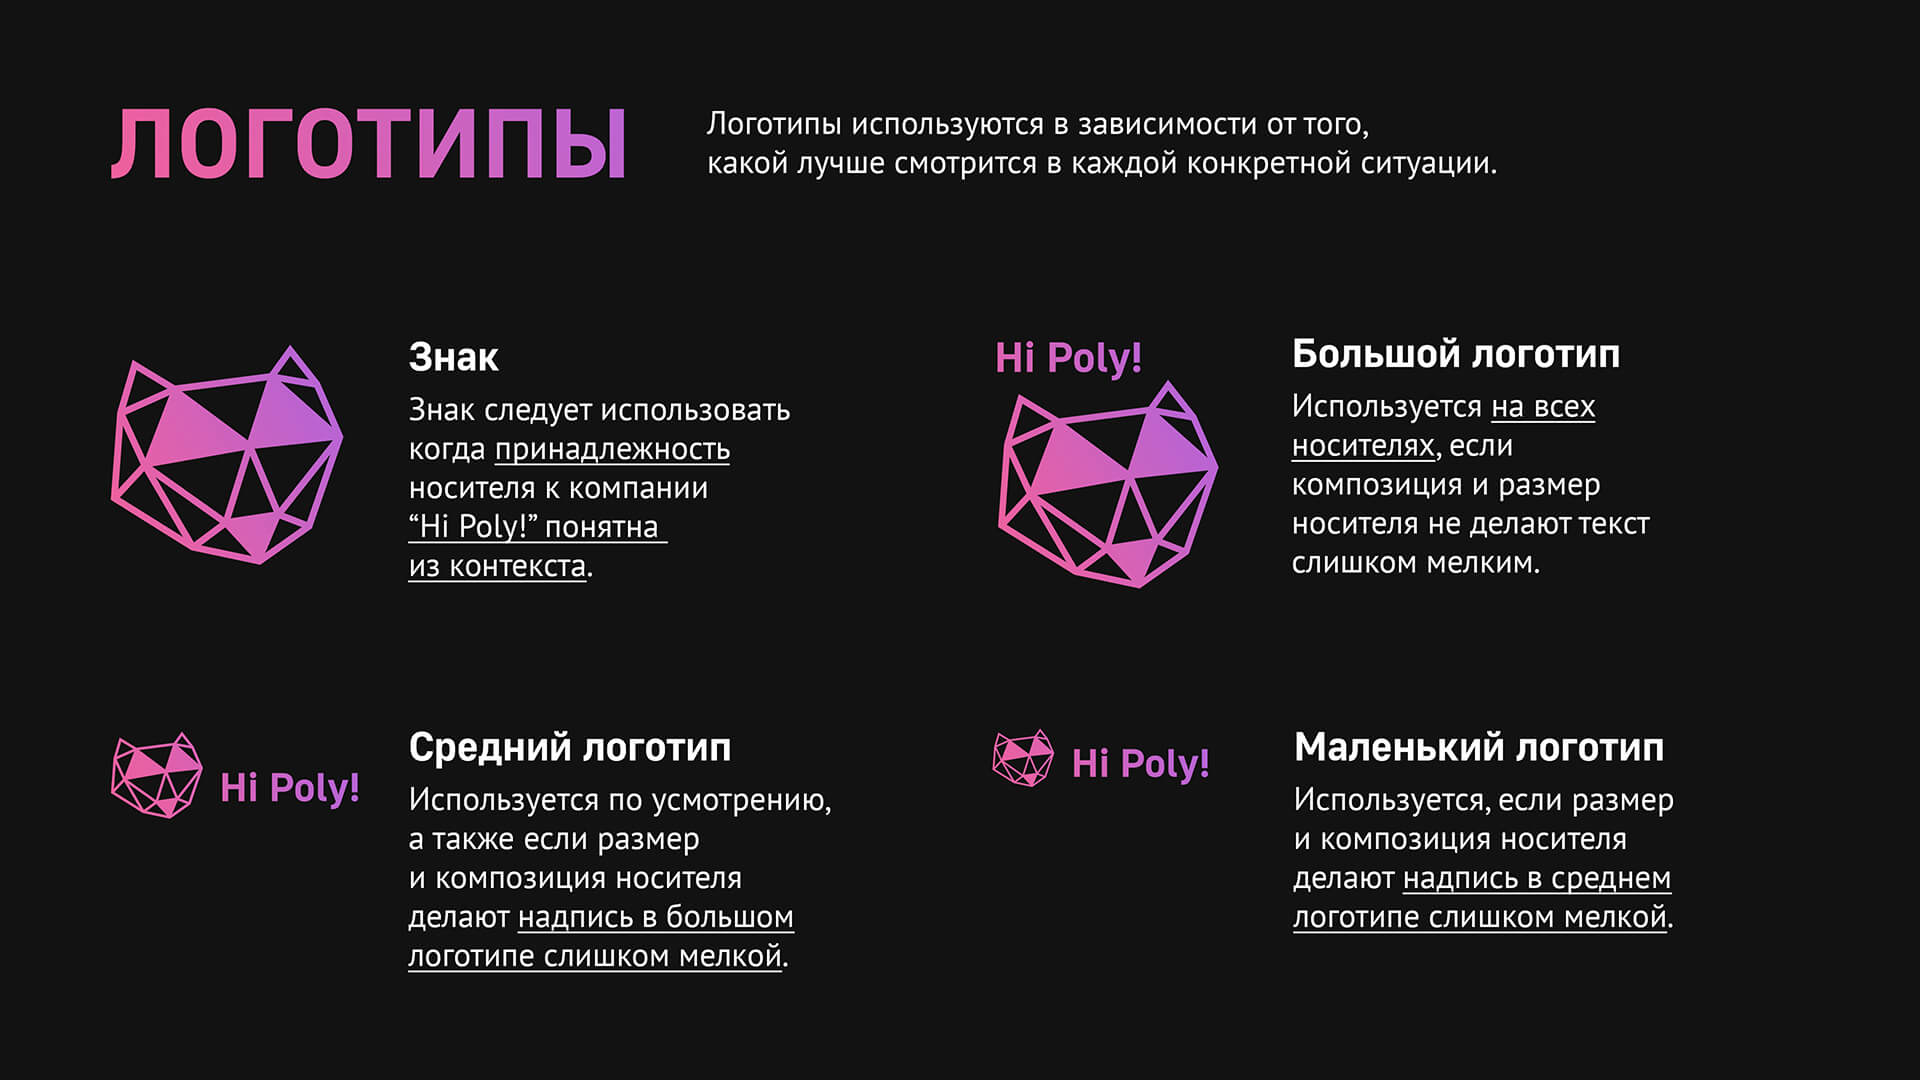 ЛОГОТИПЫ
Логотипы используются в зависимости от того,
какой лучше смотрится в каждой конкретной ситуации.
Знак
Знак следует использовать
когда принадлежность
носителя к компании
“Hi Poly!” понятна
из контекста.
Hi Poly!
Большой логотип
Используется на всех
носителях, если
композиция и размер
носителя не делают текст
слишком мелким.
Hi Poly!
Средний логотип
Используется по усмотрению,
а также если размер
и композиция носителя
делают надпись в большом
логотипе слишком мелкой.
Hi Poly!
Маленький логотип
Используется, если размер
и композиция носителя
делают надпись в среднем
логотипе слишком мелкой.